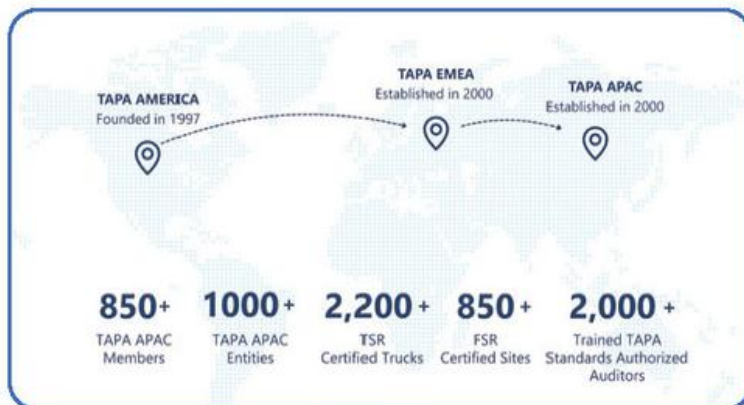 TAPA AMERICA
Founded in 1997
TAPA EMEA
Established in 2000
TAPA APAC
Established in 2000
850+
TAPA APAC
Members
1000+
TAPA APAC
Entities
2,200+
TSR
Certified Trucks
850+
FSR
Certified Sites
2,000+
Trained TAPA
Standards Authorized
Auditors